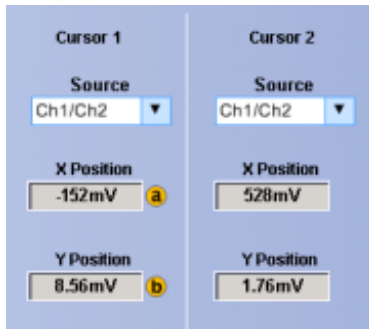 Cursor 1
Cursor 2
Source
Source
Ch1/Ch2
Ch1/Ch2
X Position
X Position
-152mV
a
528mV
Y Position
Y Position
8.56mV
b
1.76mV